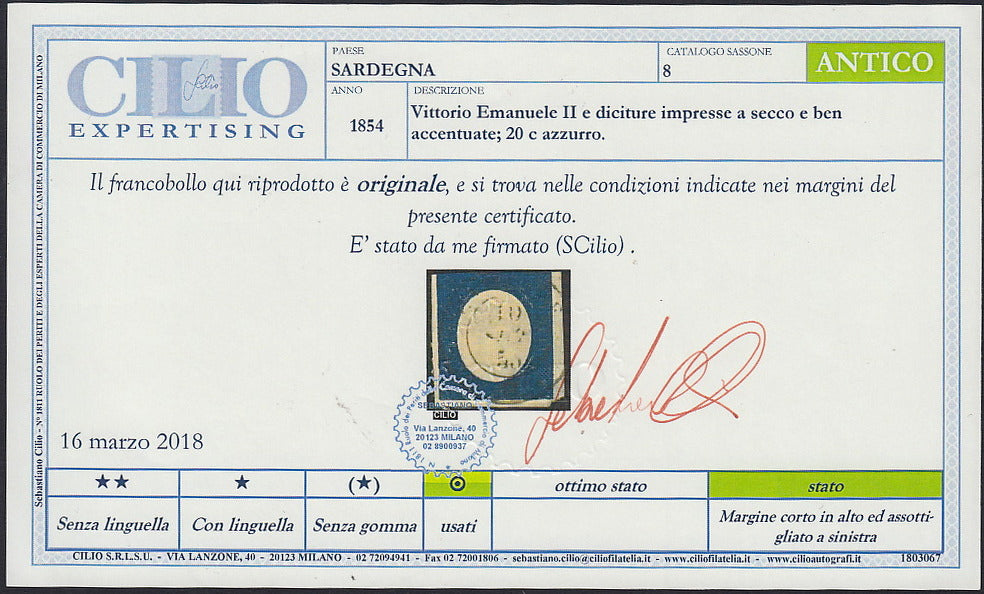 CILIO
EXPERTISING
PAESE
SARDEGNA
CATALOGO SASSONE
8
ANTICO
ANNO
1854
DESCRIZIONE
Vittorio Emanuele II e diciture impresse a secco e ben
accentuate; 20 c azzurro.
Il francobollo qui riprodotto è originale, e si trova nelle condizioni indicate nei margini del
presente certificato.
E' stato da me firmato (SCilio) .
SEBASTIANO
CILIO
Via Lanzone, 40
20123 MILANO
02 8900937
16 marzo 2018
★★
★
(★)
ottimo stato
stato
Senza linguella
Con linguella
Senza gomma
usati
Margine corto in alto ed assotti-
gliato a sinistra
CILIO S.R.L.S.U. - VIA LANZONE, 40 - 20123 MILANO - 02 72094941 - Fax 02 72001806 - sebastiano.cilio@ciliofilatelia.it - www.ciliofilatelia.it - www.cilioautografi.it 1803067
Sebastiano Cilio - Nº 1811 RUOLO DEI PERITI E DEGLI ESPERTI DELLA CAMERA DI COMMERCIO DI MILANO